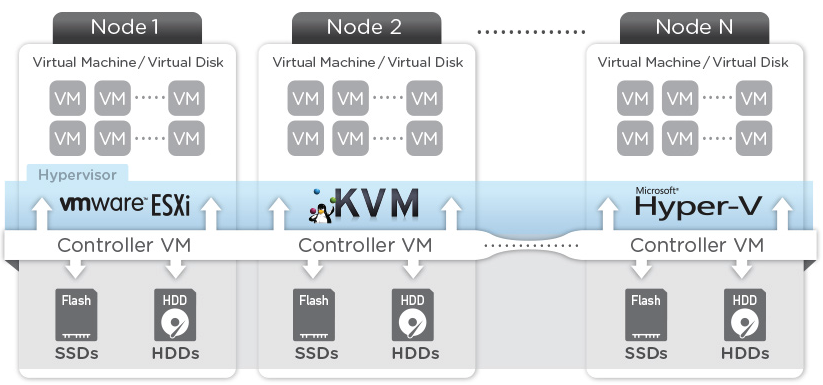 Node 1
Node 2
Node N
Virtual Machine / Virtual Disk
Virtual Machine / Virtual Disk
Virtual Machine / Virtual Disk
VM VM VM
VM VM VM
VM VM VM
VM VM VM
VM VM VM
VM VM VM
Hypervisor
vmware™ ESXi
KVM
Microsoft®
Hyper-V
Controller VM
Controller VM
Controller VM
Flash
HDD
Flash
HDD
Flash
HDD
SSDs
HDDs
SSDs
HDDs
SSDs
HDDs